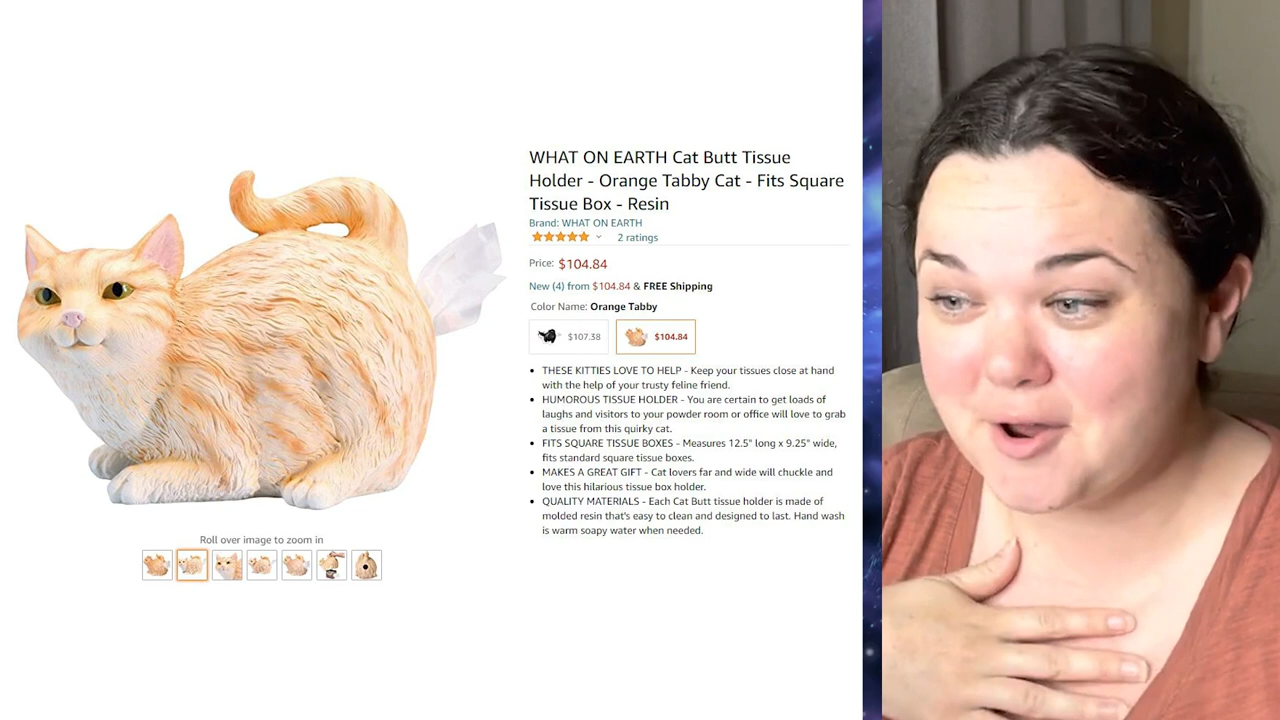 WHAT ON EARTH Cat Butt Tissue
Holder - Orange Tabby Cat - Fits Square
Tissue Box - Resin
Brand: WHAT ON EARTH
2 ratings
Price: $104.84
New (4) from $104.84 & FREE Shipping
Color Name: Orange Tabby
$107.38
$104.84
• THESE KITTIES LOVE TO HELP - Keep your tissues close at hand
with the help of your trusty feline friend.
• HUMOROUS TISSUE HOLDER - You are certain to get loads of
laughs and visitors to your powder room or office will love to grab
a tissue from this quirky cat.
• FITS SQUARE TISSUE BOXES - Measures 12.5" long x 9.25" wide,
fits standard square tissue boxes.
• MAKES A GREAT GIFT - Cat lovers far and wide will chuckle and
love this hilarious tissue box holder.
• QUALITY MATERIALS - Each Cat Butt tissue holder is made of
molded resin that's easy to clean and designed to last. Hand wash
is warm soapy water when needed.
Roll over image to zoom in